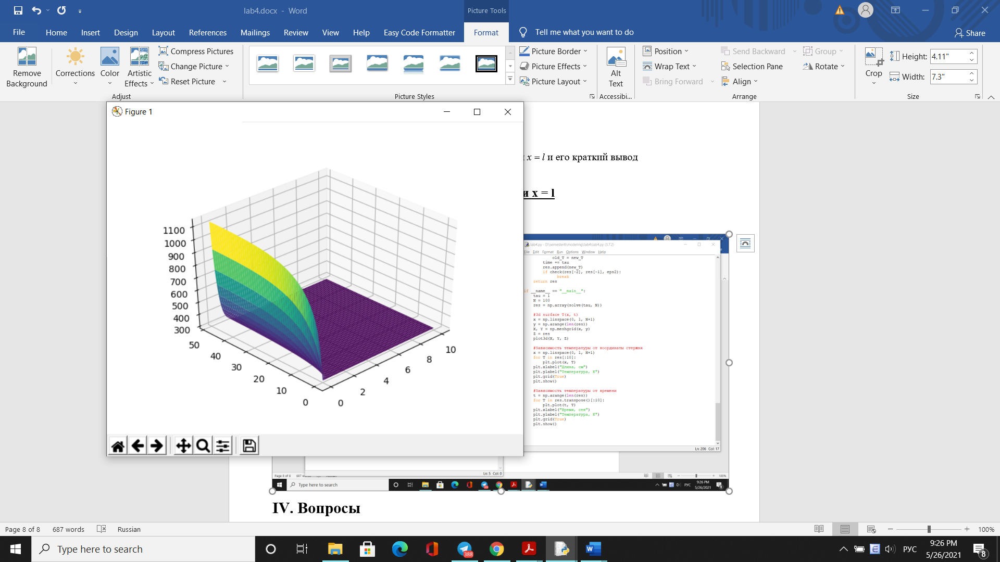 lab4.docx - Word
Picture Tools
File Home Insert Design Layout References Mailings Review View Help Easy Code Formatter Format Tell me what you want to do Share
Remove Background
Corrections
Color
Artistic Effects
Compress Pictures
Change Picture
Reset Picture
Adjust
Picture Styles
Picture Border
Picture Effects
Picture Layout
Alt Text
Accessibi...
Position
Wrap Text
Bring Forward
Send Backward
Selection Pane
Align
Group
Rotate
Arrange
Crop
Height: 4.11"
Width: 7.3"
Size
Figure 1
1100
1000
900
800
700
600
500
400
300
50
40
30
20
10
0
0
2
4
6
8
10
x = l и его краткий вывод
и x = l
lab4.py - D:\semester6\modeling\lab4\lab4.py (3.7.2)
File Edit Format Run Options Window Help
old_T = new_T
time += tau
res.append(new_T)
if check(res[-2], res[-1], eps2):
break
return res
if __name__ == "__main__":
tau = 1
N = 100
res = np.array(solve(tau, N))
#3d surface T(x, t)
x = np.linspace(0, l, N+1)
y = np.arange(len(res))
X, Y = np.meshgrid(x, y)
Z = res
plot3d(X, Y, Z)
#Зависимость температуры от координаты стержня
x = np.linspace(0, l, N+1)
for T in res[:10]:
plt.plot(x, T)
plt.xlabel("Длина, см")
plt.ylabel("Температура, К")
plt.grid(True)
plt.show()
#Зависимость температуры от времени
t = np.arange(len(res))
for T in res.transpose()[:10]:
plt.plot(t, T)
plt.xlabel("Время, сек")
plt.ylabel("Температура, К")
plt.grid(True)
plt.show()
Ln: 206 Col: 17
Ln: 5 Col: 0
Page 8 of 8
100%
Type here to search
РУС
9:26 PM
5/26/2021
IV. Вопросы
Page 8 of 8 687 words Russian 100%
Type here to search
388
РУС
9:26 PM
5/26/2021
8